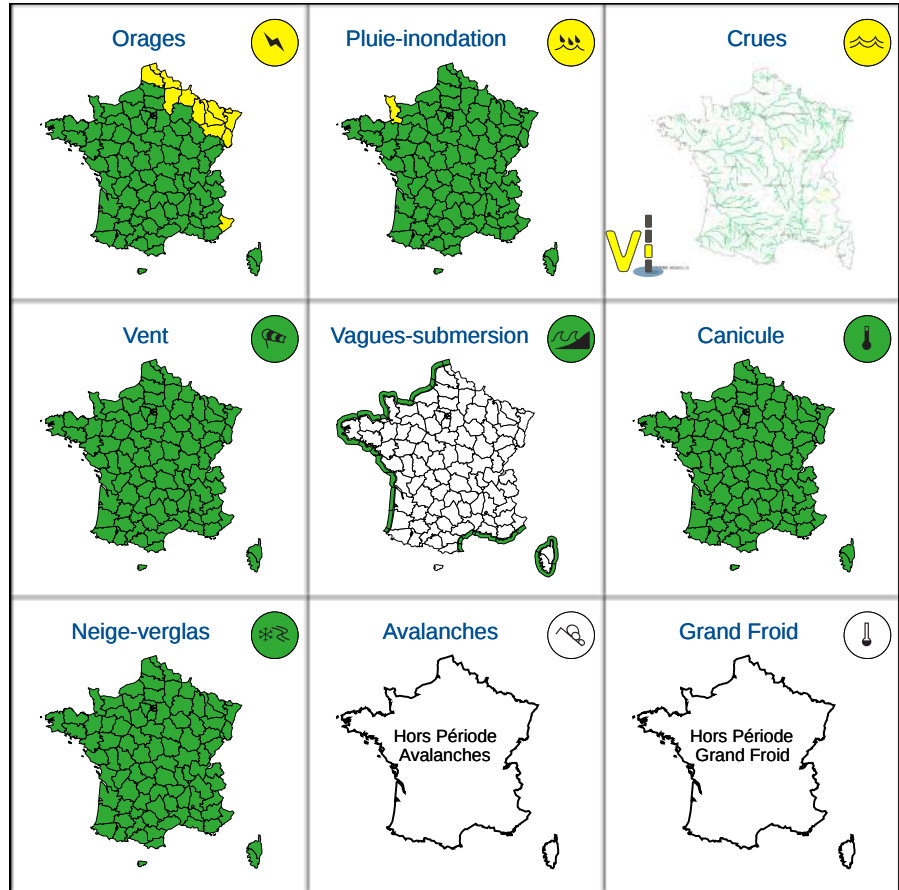 Orages
Pluie-inondation
Crues
Vi
Vent
Vagues-submersion
Canicule
Neige-verglas
Avalanches
Grand Froid
Hors Période
Avalanches
Hors Période
Grand Froid